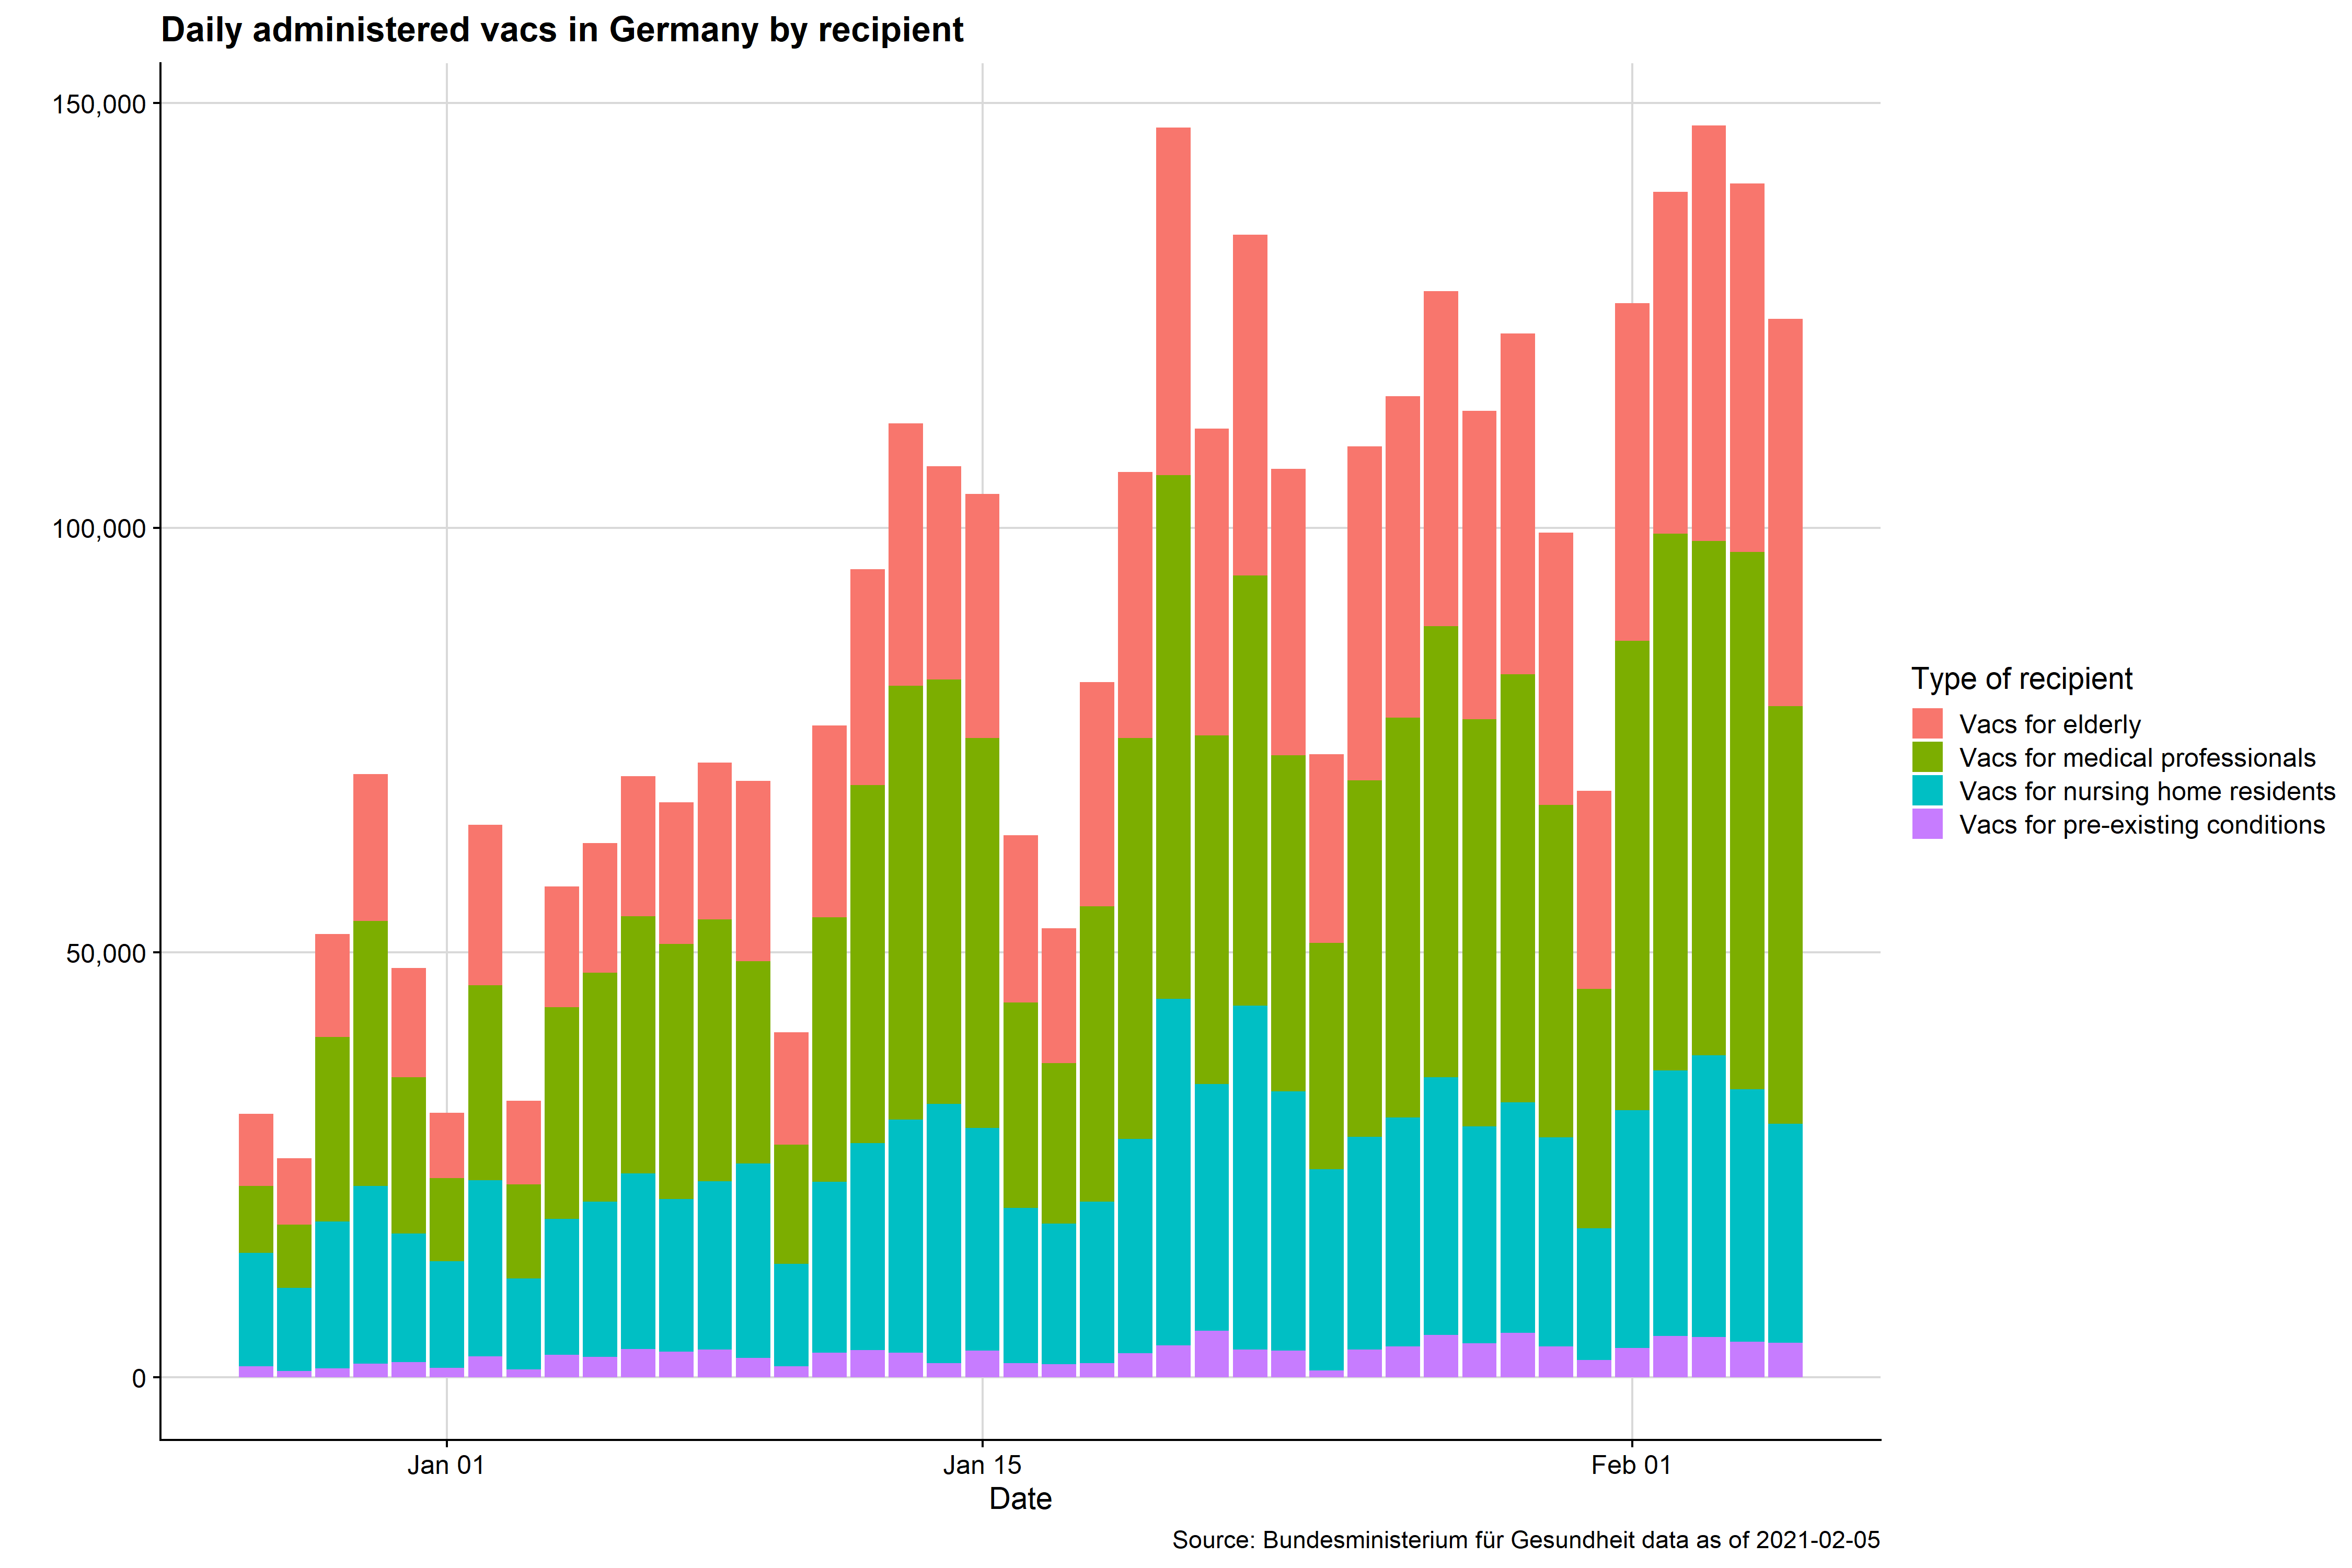 Daily administered vacs in Germany by recipient
150,000
100,000
50,000
0
Jan 01
Jan 15
Feb 01
Date
Type of recipient
Vacs for elderly
Vacs for medical professionals
Vacs for nursing home residents
Vacs for pre-existing conditions
Source: Bundesministerium für Gesundheit data as of 2021-02-05